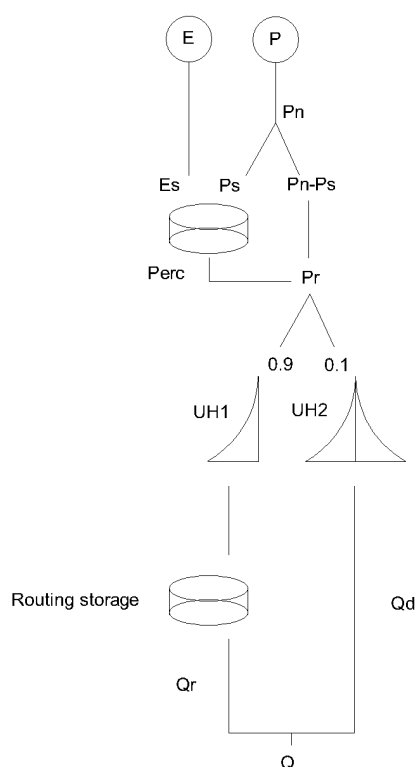 E P
Pn
Es Ps Pn-Ps
Perc Pr
0.9 0.1
UH1 UH2
Routing storage
Qd
Qr
Q